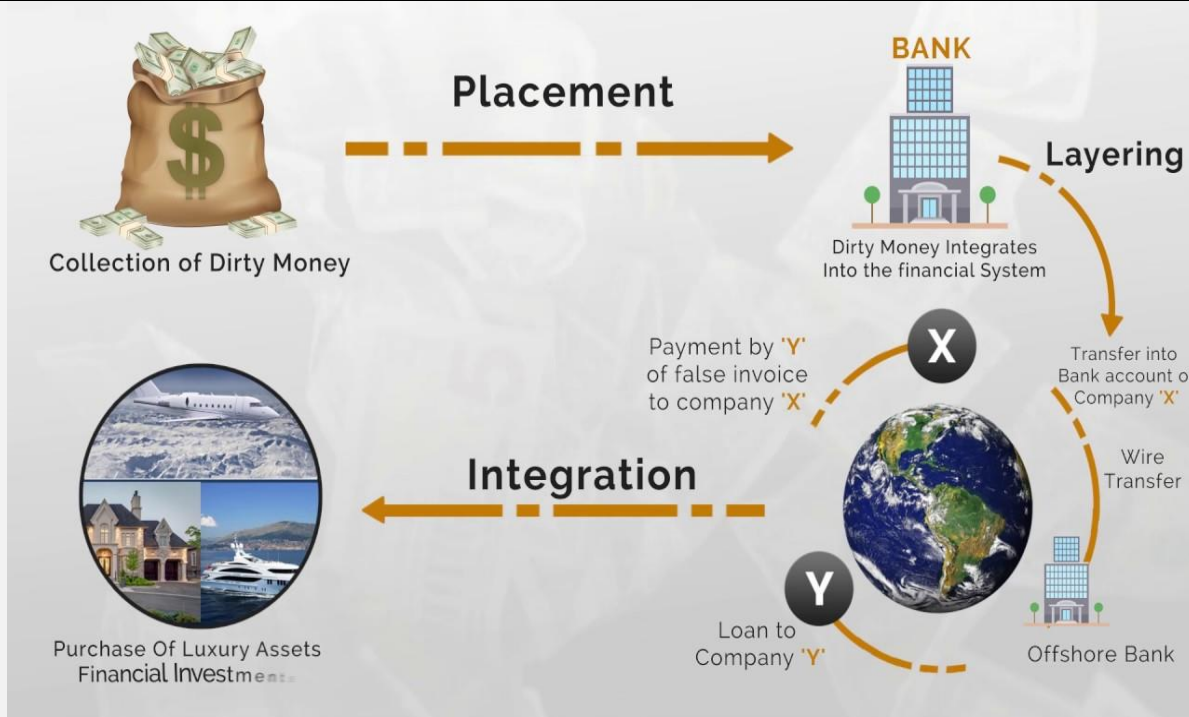 BANK
Placement
Layering
Collection of Dirty Money
Dirty Money Integrates
Into the financial System
X
Payment by 'Y'
of false invoice
to company 'X'
Transfer into
Bank account o
Company 'X'
Wire
Transfer
Integration
Y
Loan to
Company 'Y'
Offshore Bank
Purchase Of Luxury Assets
Financial Investment
$